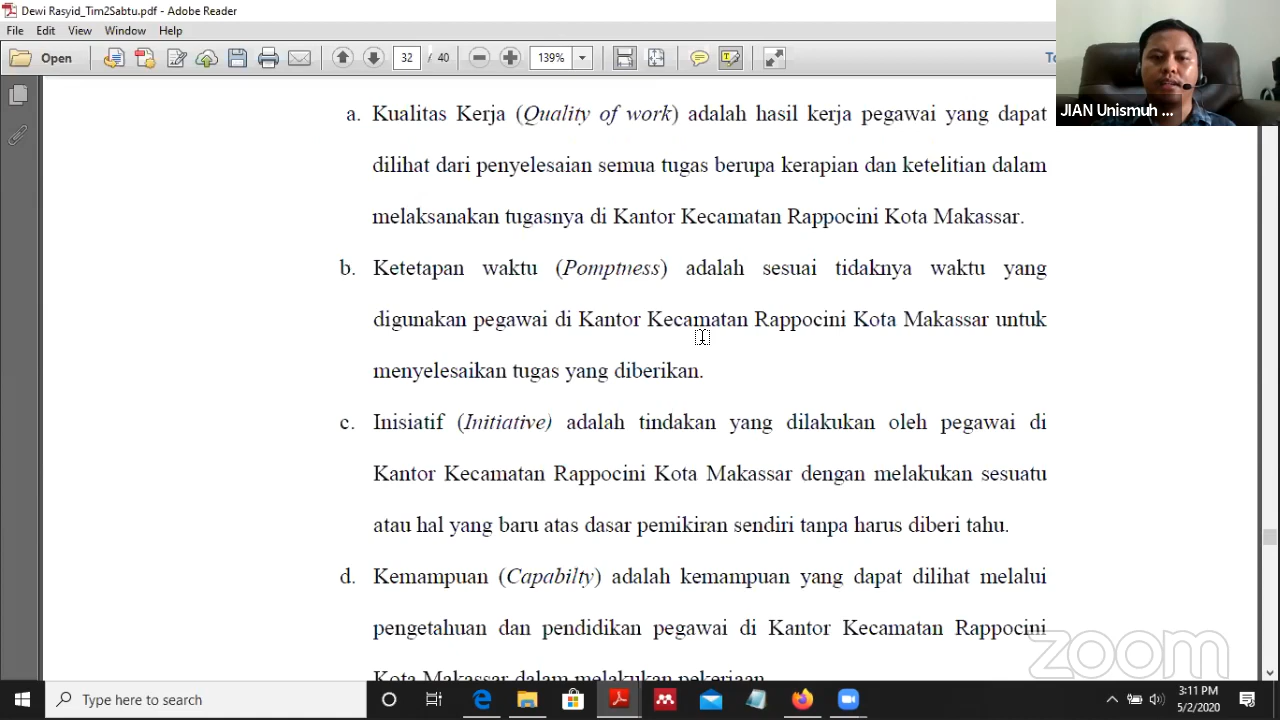 Dewi Rasyid_Tim2Sabtu.pdf - Adobe Reader
File Edit View Window Help
Open 32 / 40 139%
JIAN Unismuh ...
a. Kualitas Kerja (Quality of work) adalah hasil kerja pegawai yang dapat
dilihat dari penyelesaian semua tugas berupa kerapian dan ketelitian dalam
melaksanakan tugasnya di Kantor Kecamatan Rappocini Kota Makassar.
b. Ketetapan waktu (Pomptness) adalah sesuai tidaknya waktu yang
digunakan pegawai di Kantor Kecamatan Rappocini Kota Makassar untuk
menyelesaikan tugas yang diberikan.
c. Inisiatif (Initiative) adalah tindakan yang dilakukan oleh pegawai di
Kantor Kecamatan Rappocini Kota Makassar dengan melakukan sesuatu
atau hal yang baru atas dasar pemikiran sendiri tanpa harus diberi tahu.
d. Kemampuan (Capabilty) adalah kemampuan yang dapat dilihat melalui
pengetahuan dan pendidikan pegawai di Kantor Kecamatan Rappocini
Kota Makassar dalam melakukan pekerjaan
zoom
Type here to search
3:11 PM
5/2/2020